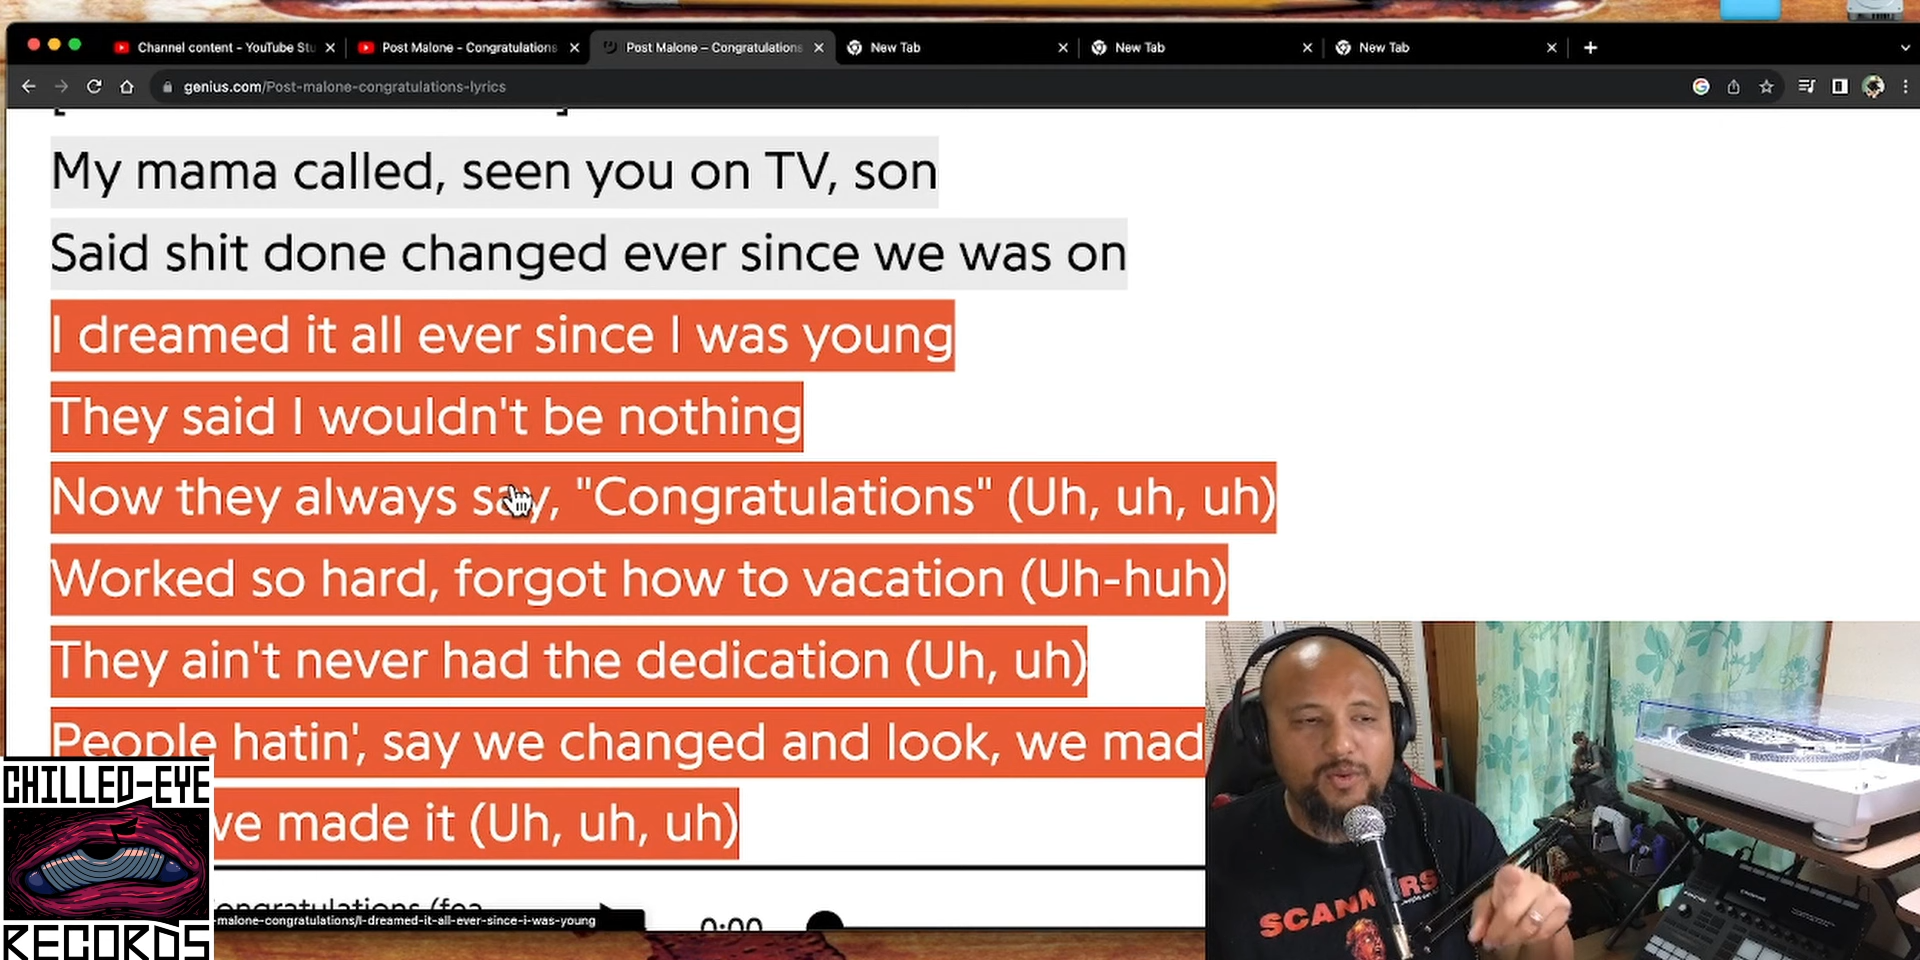 Channel content - YouTube Stu
Post Malone - Congratulations
Post Malone – Congratulations
New Tab
New Tab
New Tab
genius.com/Post-malone-congratulations-lyrics
My mama called, seen you on TV, son
Said shit done changed ever since we was on
I dreamed it all ever since I was young
They said I wouldn't be nothing
Now they always say, "Congratulations" (Uh, uh, uh)
Worked so hard, forgot how to vacation (Uh-huh)
They ain't never had the dedication (Uh, uh)
People hatin', say we changed and look, we mad
ve made it (Uh, uh, uh)
ongratulations (fea
0:00
-malone-congratulations/I-dreamed-it-all-ever-since-i-was-young
CHILLED-EYE
RECORDS
SCANNERS